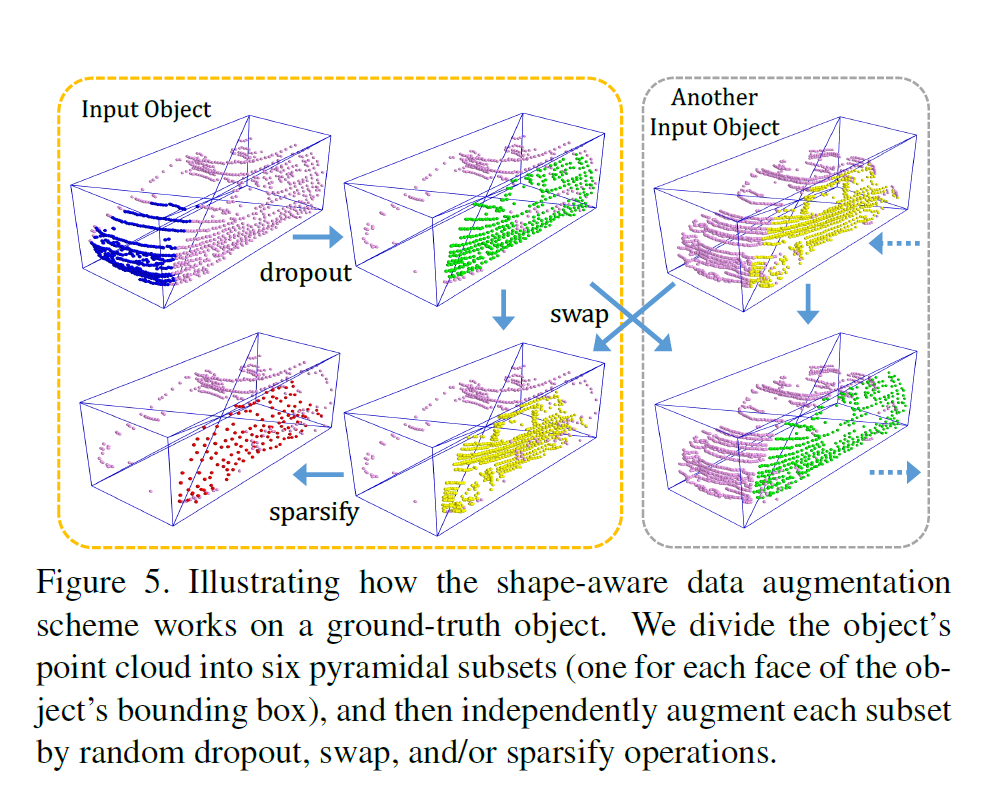 Input Object
Another
Input Object
dropout
swap
sparsify
Figure 5. Illustrating how the shape-aware data augmentation
scheme works on a ground-truth object. We divide the object's
point cloud into six pyramidal subsets (one for each face of the ob-
ject's bounding box), and then independently augment each subset
by random dropout, swap, and/or sparsify operations.